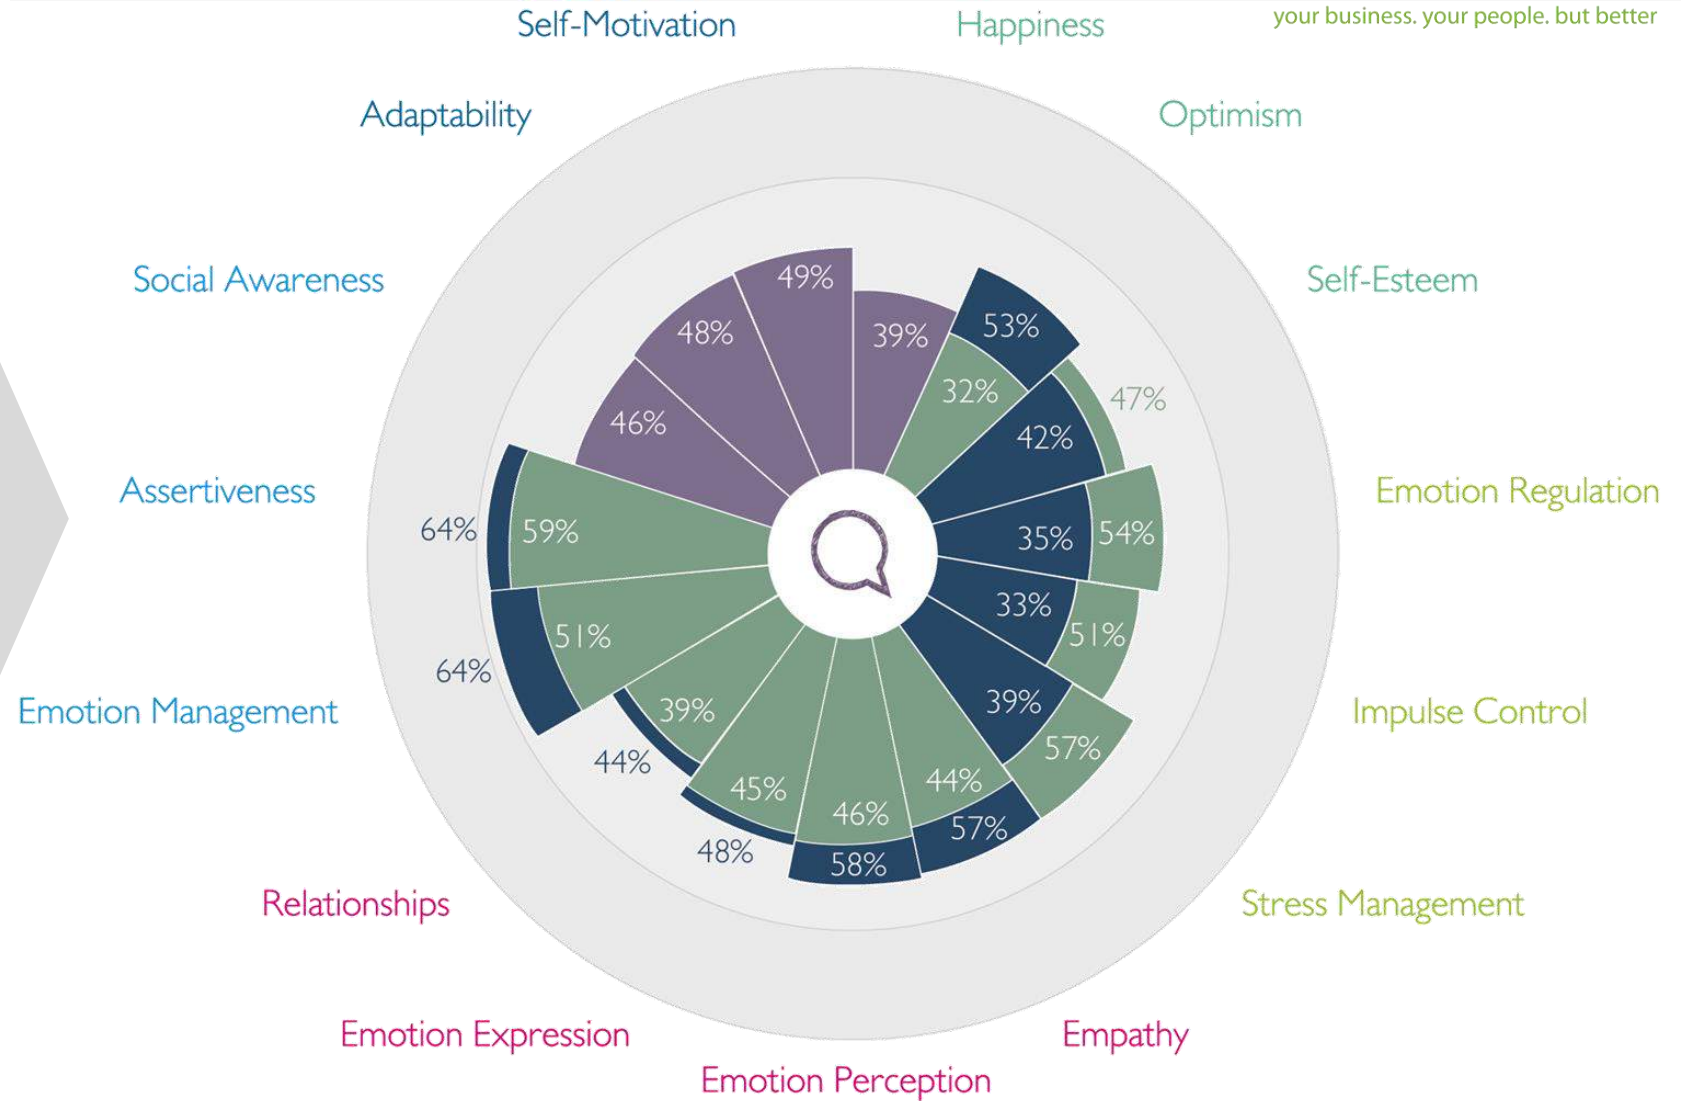 your business. your people. but better
Self-Motivation
Happiness
Adaptability
Optimism
Social Awareness
Self-Esteem
Assertiveness
Emotion Regulation
Emotion Management
Impulse Control
Relationships
Stress Management
Emotion Expression
Empathy
Emotion Perception
49%
39%
48%
53%
46%
32%
47%
42%
64%
59%
35%
54%
33%
51%
51%
64%
39%
39%
44%
57%
45%
44%
46%
57%
48%
58%